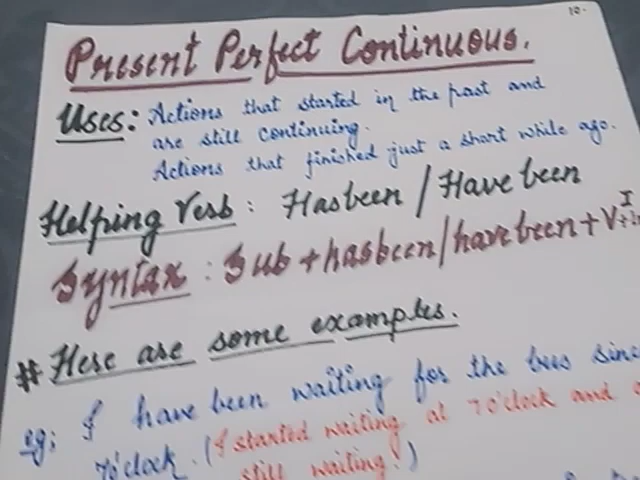 10-
Present Perfect Continuous.
Uses: Actions that started in the past and
are still continuing.
Actions that finished just a short while ago.
Helping Verb: Has been / Have been
Syntax: Sub + has been / have been + V I +
# Here are some examples.
eg: I have been waiting for the bus
7 o'clock. (I started waiting at 7 o'clock and
still waiting!)